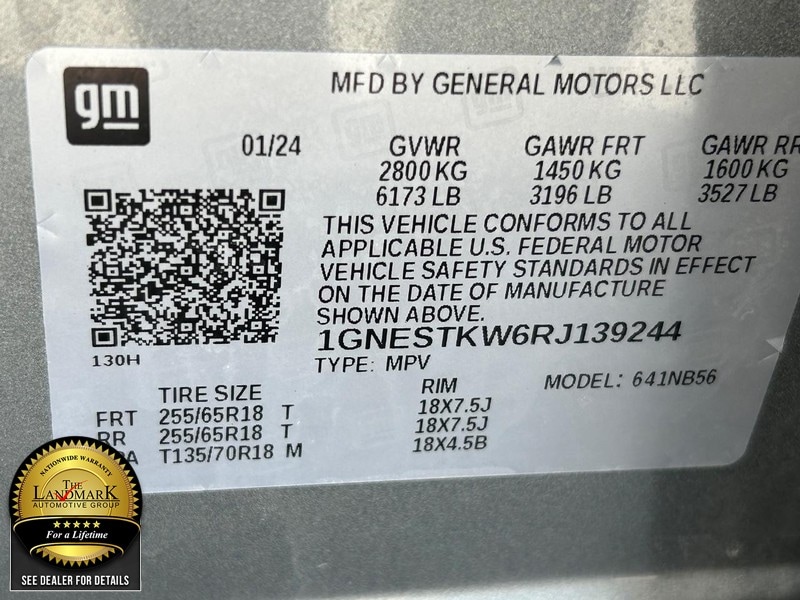 gm
MFD BY GENERAL MOTORS LLC
01/24 GVWR GAWR FRT GAWR RR
2800 KG 1450 KG 1600 KG
6173 LB 3196 LB 3527 LB
THIS VEHICLE CONFORMS TO ALL
APPLICABLE U.S. FEDERAL MOTOR
VEHICLE SAFETY STANDARDS IN EFFECT
ON THE DATE OF MANUFACTURE
SHOWN ABOVE.
1GNESTKW6RJ139244
130H
TYPE: MPV MODEL: 641NB56
TIRE SIZE RIM
FRT 255/65R18 T 18X7.5J
RR 255/65R18 T 18X7.5J
T135/70R18 M 18X4.5B
NATIONWIDE WARRANTY
THE
LANDMARK
AUTOMOTIVE GROUP
For a Lifetime
SEE DEALER FOR DETAILS